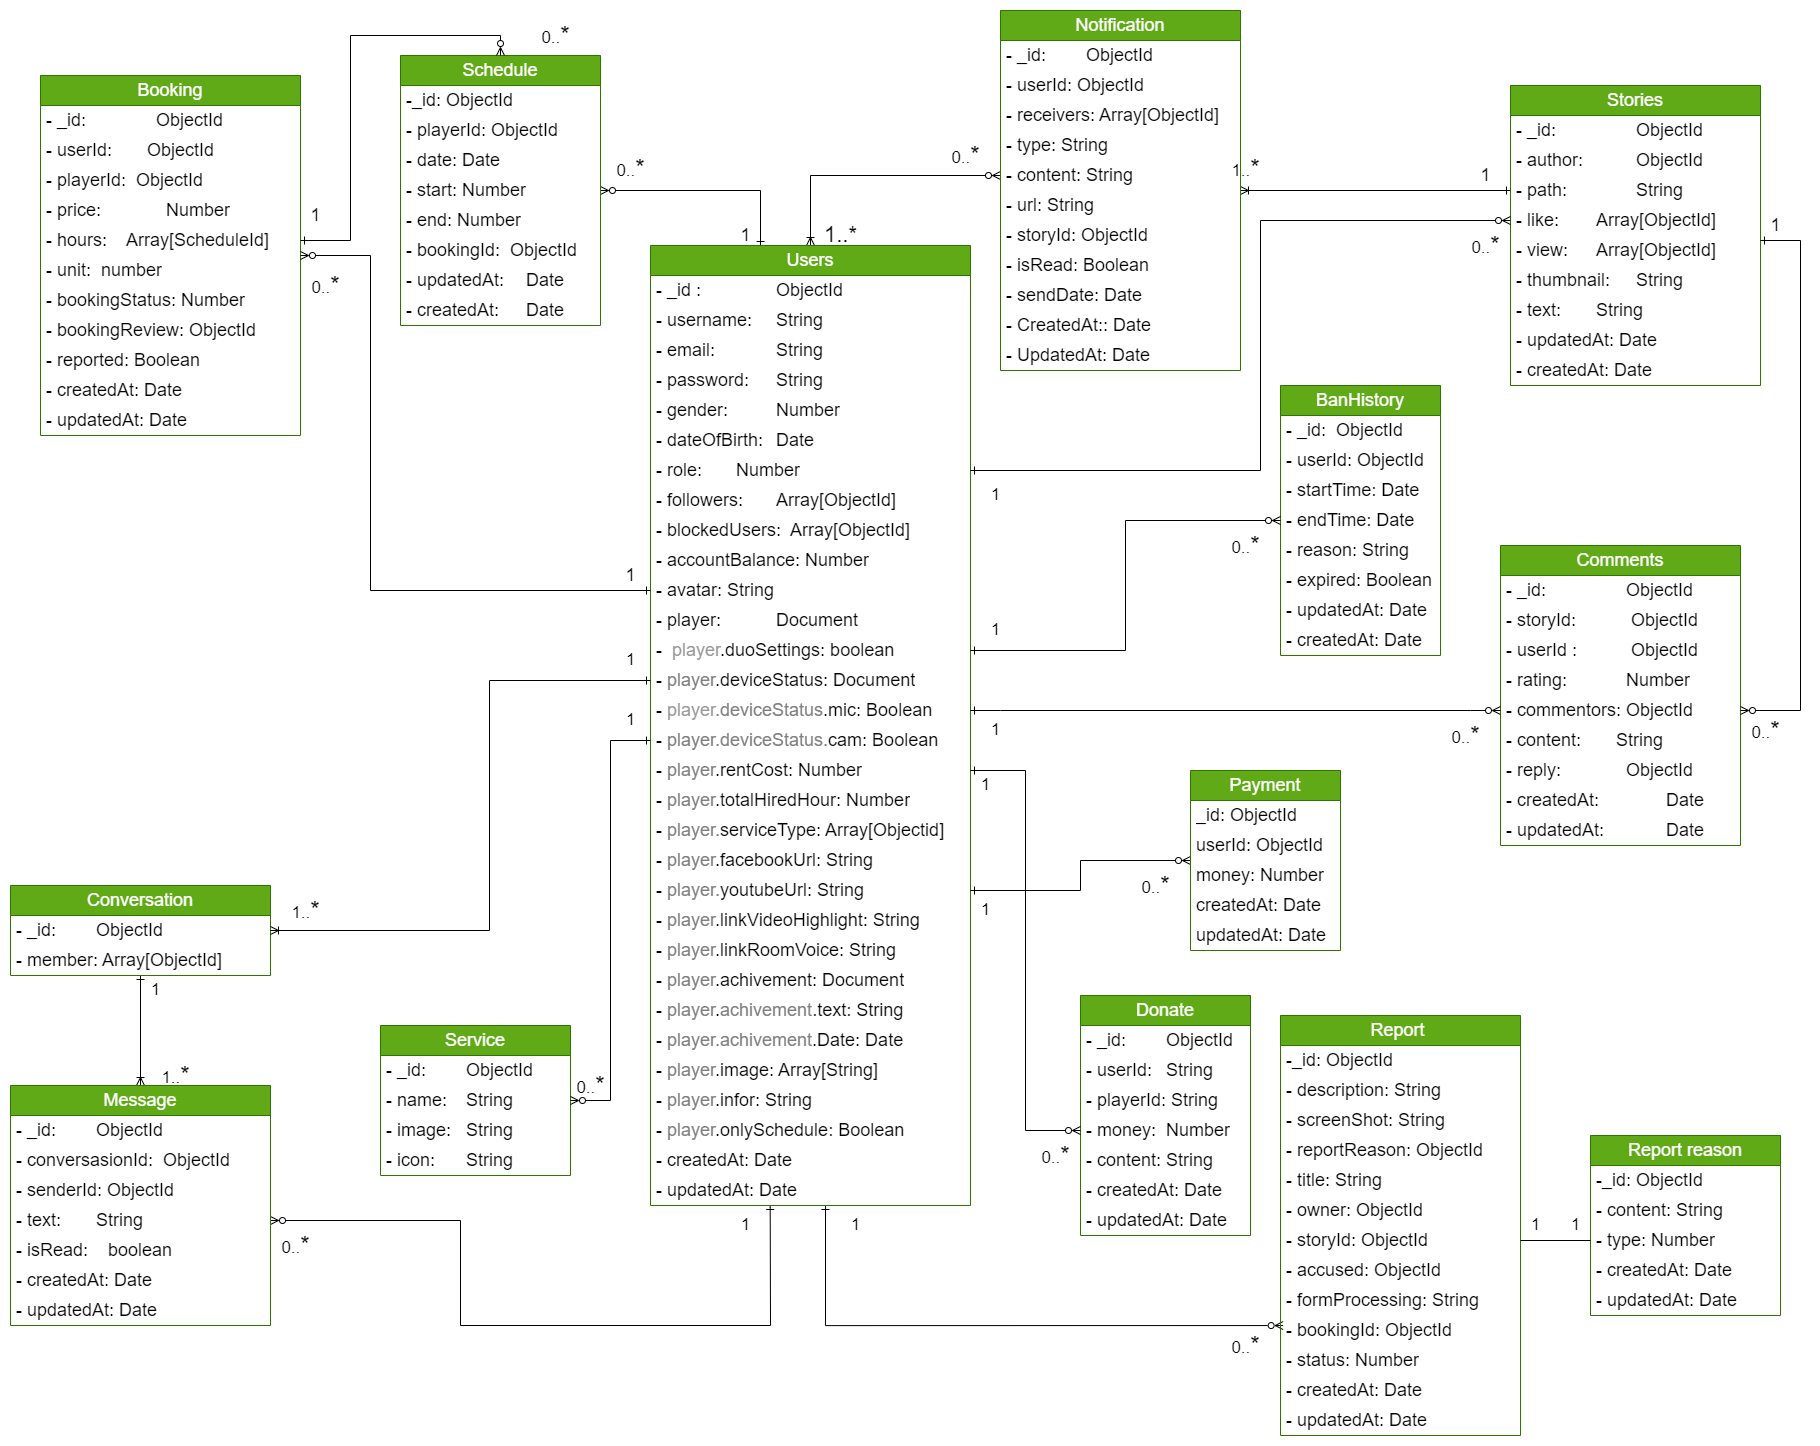 Booking
- _id: ObjectId
- userId: ObjectId
- playerId: ObjectId
- price: Number
- hours: Array[ScheduleId]
- unit: number
- bookingStatus: Number
- bookingReview: ObjectId
- reported: Boolean
- createdAt: Date
- updatedAt: Date
1
0..*
0..*
Schedule
-_id: ObjectId
- playerId: ObjectId
- date: Date
- start: Number
- end: Number
- bookingId: ObjectId
- updatedAt: Date
- createdAt: Date
0..*
1
0..*
1..*
Notification
- _id: ObjectId
- userId: ObjectId
- receivers: Array[ObjectId]
- type: String
- content: String
- url: String
- storyId: ObjectId
- isRead: Boolean
- sendDate: Date
- CreatedAt:: Date
- UpdatedAt: Date
1..*
1
Stories
- _id: ObjectId
- author: ObjectId
- path: String
- like: Array[ObjectId]
- view: Array[ObjectId]
- thumbnail: String
- text: String
- updatedAt: Date
- createdAt: Date
0..*
1
Users
- _id : ObjectId
- username: String
- email: String
- password: String
- gender: Number
- dateOfBirth: Date
- role: Number
- followers: Array[ObjectId]
- blockedUsers: Array[ObjectId]
- accountBalance: Number
- avatar: String
- player: Document
- player.duoSettings: boolean
- player.deviceStatus: Document
- player.deviceStatus.mic: Boolean
- player.deviceStatus.cam: Boolean
- player.rentCost: Number
- player.totalHiredHour: Number
- player.serviceType: Array[Objectid]
- player.facebookUrl: String
- player.youtubeUrl: String
- player.linkVideoHighlight: String
- player.linkRoomVoice: String
- player.achivement: Document
- player.achivement.text: String
- player.achivement.Date: Date
- player.image: Array[String]
- player.infor: String
- player.onlySchedule: Boolean
- createdAt: Date
- updatedAt: Date
1
1
1
1
1
1
1
1
1
1
BanHistory
- _id: ObjectId
- userId: ObjectId
- startTime: Date
- endTime: Date
- reason: String
- expired: Boolean
- updatedAt: Date
- createdAt: Date
0..*
Comments
- _id: ObjectId
- storyId: ObjectId
- userId : ObjectId
- rating: Number
- commentors: ObjectId
- content: String
- reply: ObjectId
- createdAt: Date
- updatedAt: Date
0..*
0..*
Payment
_id: ObjectId
userId: ObjectId
money: Number
createdAt: Date
updatedAt: Date
0..*
Conversation
- _id: ObjectId
- member: Array[ObjectId]
1..*
1
1..*
Message
- _id: ObjectId
- conversasionId: ObjectId
- senderId: ObjectId
- text: String
- isRead: boolean
- createdAt: Date
- updatedAt: Date
0..*
Service
- _id: ObjectId
- name: String
- image: String
- icon: String
0..*
Donate
- _id: ObjectId
- userId: String
- playerId: String
- money: Number
- content: String
- createdAt: Date
- updatedAt: Date
0..*
Report
-_id: ObjectId
- description: String
- screenShot: String
- reportReason: ObjectId
- title: String
- owner: ObjectId
- storyId: ObjectId
- accused: ObjectId
- formProcessing: String
- bookingId: ObjectId
- status: Number
- createdAt: Date
- updatedAt: Date
0..*
1
1
Report reason
-_id: ObjectId
- content: String
- type: Number
- createdAt: Date
- updatedAt: Date